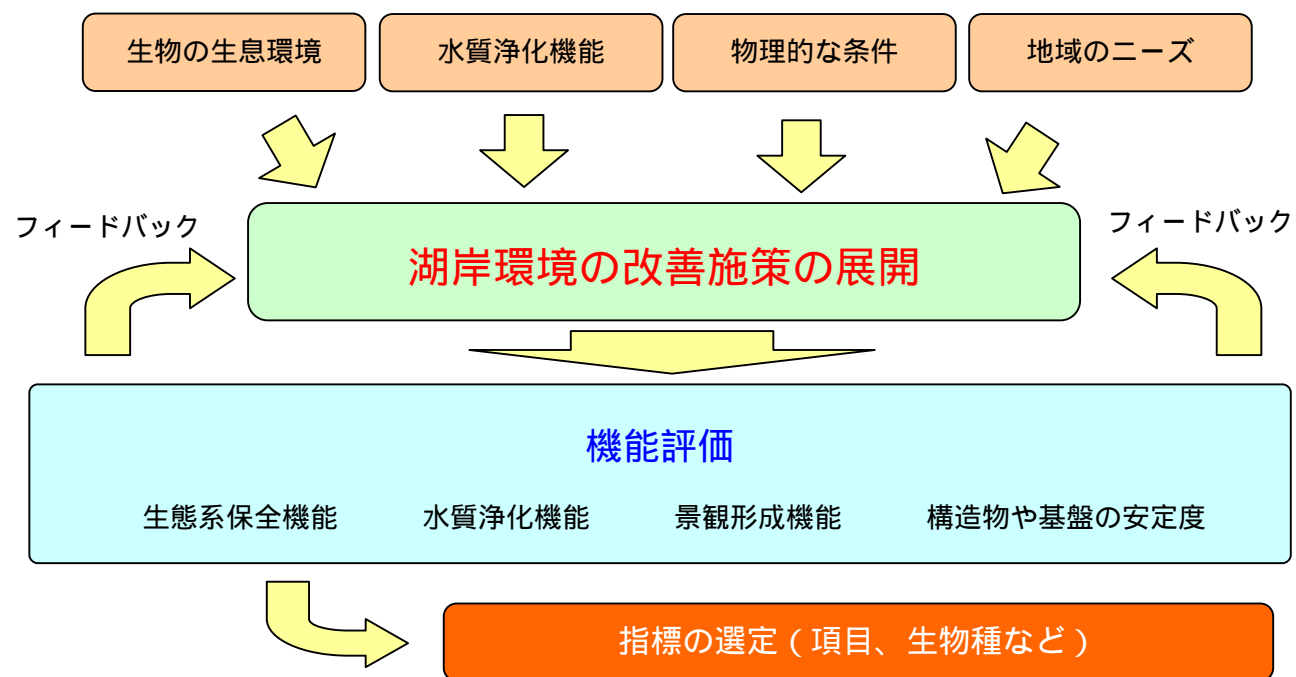 生物の生息環境
水質浄化機能
物理的な条件
地域のニーズ
フィードバック
フィードバック
湖岸環境の改善施策の展開
機能評価
生態系保全機能
水質浄化機能
景観形成機能
構造物や基盤の安定度
指標の選定（項目、生物種など）